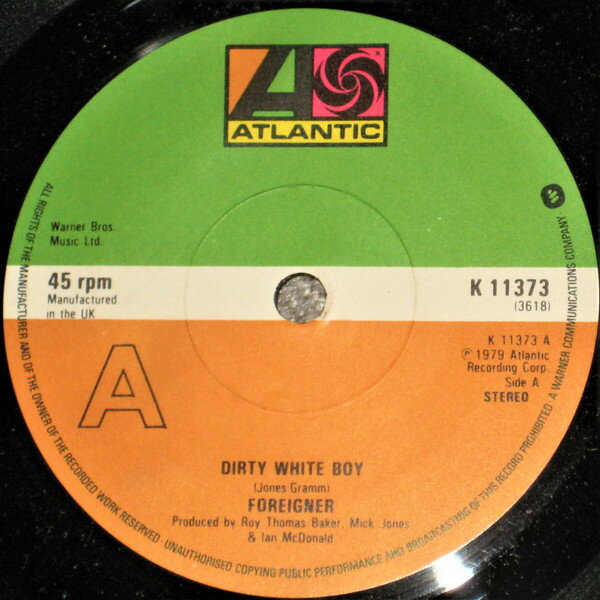 ATLANTIC
Warner Bros.
Music Ltd.
45 rpm
Manufactured
in the UK
K 11373
(3618)
K 11373 A
℗ 1979 Atlantic
Recording Corp.
Side A
STEREO
A
DIRTY WHITE BOY
(Jones-Gramm)
FOREIGNER
Produced by Roy Thomas Baker, Mick Jones
& Ian McDonald
ALL RIGHTS OF THE MANUFACTURER AND OF THE OWNER OF THE RECORDED WORK RESERVED · UNAUTHORISED COPYING PUBLIC PERFORMANCE AND BROADCASTING OF THIS RECORD PROHIBITED · A WARNER COMMUNICATIONS COMPANY ·